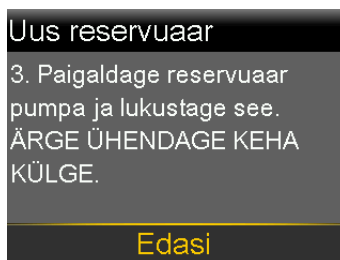 Uus reservuaar
3. Paigaldage reservuaar
pumpa ja lukustage see.
ÄRGE ÜHENDAGE KEHA
KÜLGE.
Edasi